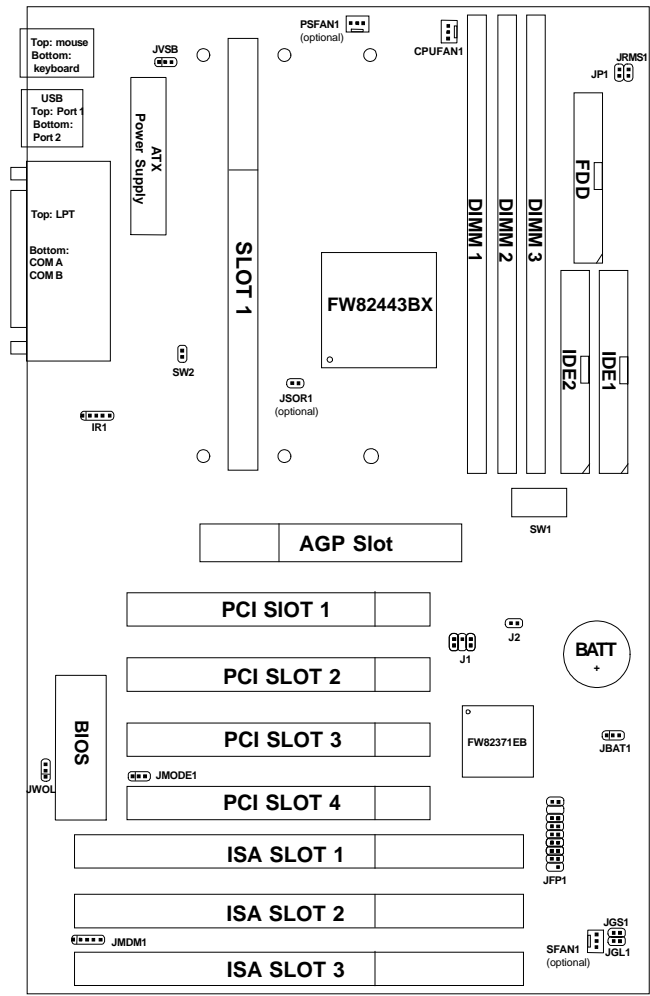 PSFAN1
(optional)
CPUFAN1
Top: mouse
Bottom:
keyboard
JVSB
JRMS1
JP1
USB
Top: Port 1
Bottom:
Port 2
ATX
Power Supply
FDD
Top: LPT
Bottom:
COM A
COM B
SLOT 1
DIMM 1
DIMM 2
DIMM 3
FW82443BX
IDE2
IDE1
SW2
JSOR1
(optional)
IR1
SW1
AGP Slot
PCI SlOT 1
J2
J1
BATT
+
PCI SLOT 2
BIOS
PCI SLOT 3
FW82371EB
JBAT1
JWOL
JMODE1
PCI SLOT 4
ISA SLOT 1
JFP1
ISA SLOT 2
JGS1
JMDM1
SFAN1
(optional)
JGL1
ISA SLOT 3